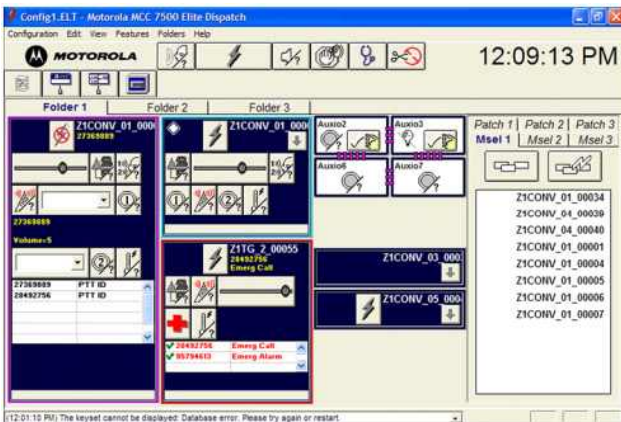 Config1.ELT - Motorola MCC 7500 Elite Dispatch
Configuration Edit View Features Folders Help
MOTOROLA
12:09:13 PM
Folder 1 Folder 2 Folder 3
Z1CONV_01_000
27369889
27369889
Volume=5
27369889 PTT ID
28492756 PTT ID
Z1CONV_01_000
Z1TG_2_00055
28492756
Emerg Call
28492756 Emerg Call
95794613 Emerg Alarm
Auxio2 Auxio3
Auxio6 Auxio7
Z1CONV_03_000
Z1CONV_05_000
Patch 1 Patch 2 Patch 3
Msel 1 Msel 2 Msel 3
Z1CONV_01_00034
Z1CONV_04_00039
Z1CONV_04_00040
Z1CONV_01_00001
Z1CONV_01_00004
Z1CONV_01_00005
Z1CONV_01_00006
Z1CONV_01_00007
(12:01:10 PM) The keyset cannot be displayed: Database error. Please try again or restart.